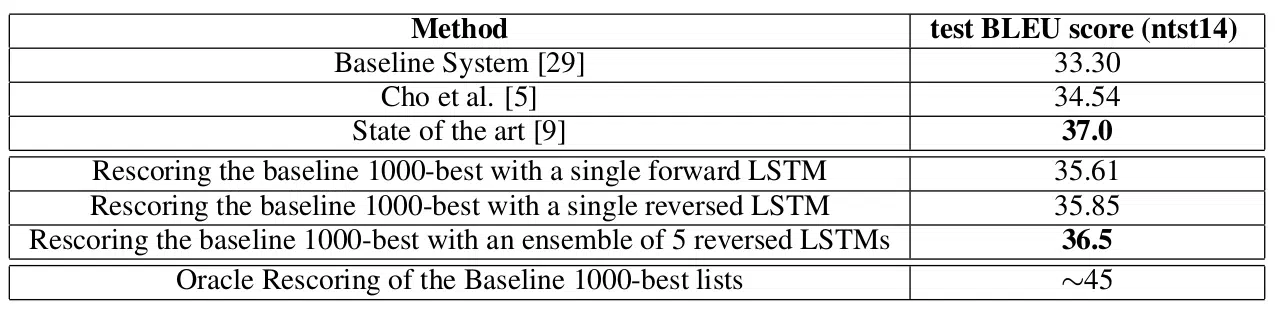 Method test BLEU score (ntst14)
Baseline System [29] 33.30
Cho et al. [5] 34.54
State of the art [9] 37.0
Rescoring the baseline 1000-best with a single forward LSTM 35.61
Rescoring the baseline 1000-best with a single reversed LSTM 35.85
Rescoring the baseline 1000-best with an ensemble of 5 reversed LSTMs 36.5
Oracle Rescoring of the Baseline 1000-best lists ∼45